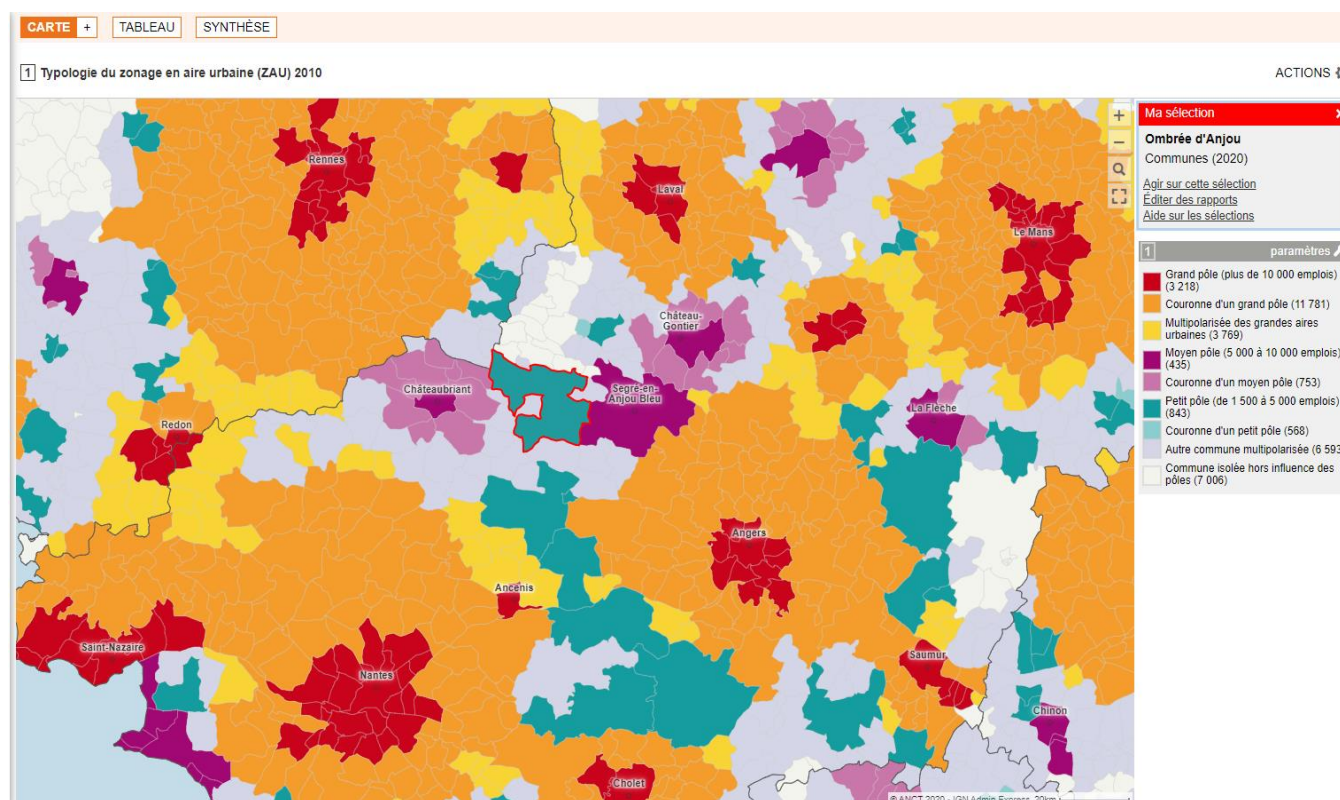 CARTE +
TABLEAU
SYNTHÈSE
1 Typologie du zonage en aire urbaine (ZAU) 2010
ACTIONS
Ma sélection
Ombrée d'Anjou
Communes (2020)
Agir sur cette sélection
Éditer des rapports
Aide sur les sélections
1 paramètres
Grand pôle (plus de 10 000 emplois)
(3 218)
Couronne d'un grand pôle (11 781)
Multipolarisée des grandes aires
urbaines (3 769)
Moyen pôle (5 000 à 10 000 emplois)
(435)
Couronne d'un moyen pôle (753)
Petit pôle (de 1 500 à 5 000 emplois)
(843)
Couronne d'un petit pôle (568)
Autre commune multipolarisée (6 593
Commune isolée hors influence des
pôles (7 006)
Rennes
Laval
Le Mans
Château-
Gontier
Châteaubriant
Segré-en-
Anjou Bleu
La Flèche
Redon
Angers
Ancenis
Saint-Nazaire
Nantes
Saumur
Chinon
Cholet
© ANCT 2020 - IGN Admin Express 20km